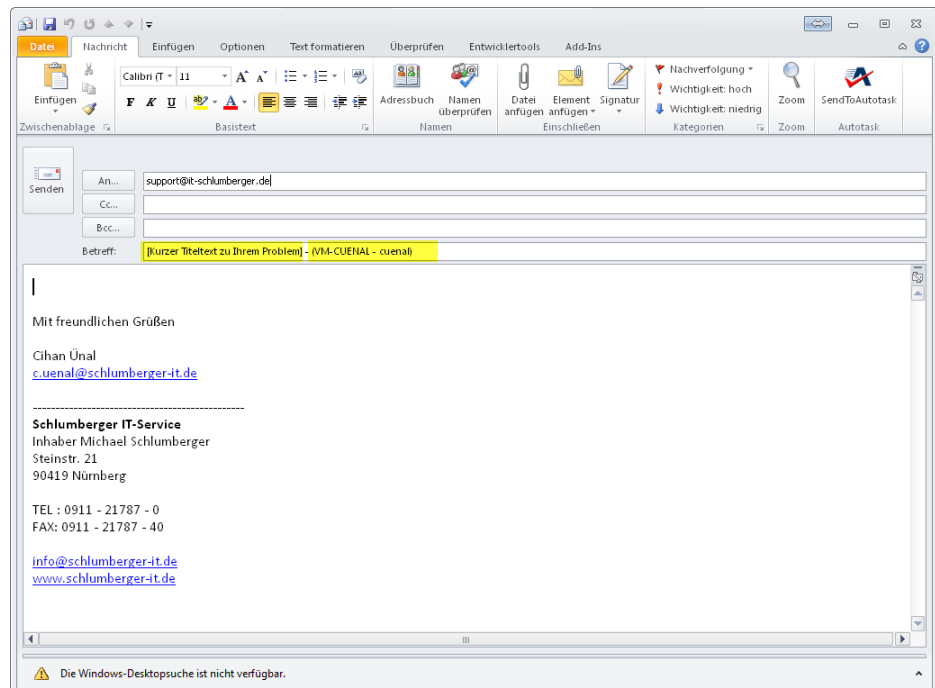 Datei Nachricht Einfügen Optionen Text formatieren Überprüfen Entwicklertools Add-Ins
Einfügen
Zwischenablage
Calibri (T 11
F K U
Basistext
Adressbuch
Namen überprüfen
Namen
Datei anfügen
Element anfügen
Signatur
Einschließen
Nachverfolgung
Wichtigkeit: hoch
Wichtigkeit: niedrig
Kategorien
Zoom
Zoom
SendToAutotask
Autotask
Senden
An... support@it-schlumberger.de
Cc...
Bcc...
Betreff: [Kurzer Titeltext zu Ihrem Problem] - (VM-CUENAL - cuenal)
Mit freundlichen Grüßen
Cihan Ünal
c.uenal@schlumberger-it.de
-----------------------------------------------
Schlumberger IT-Service
Inhaber Michael Schlumberger
Steinstr. 21
90419 Nürnberg
TEL : 0911 - 21787 - 0
FAX: 0911 - 21787 - 40
info@schlumberger-it.de
www.schlumberger-it.de
Die Windows-Desktopsuche ist nicht verfügbar.